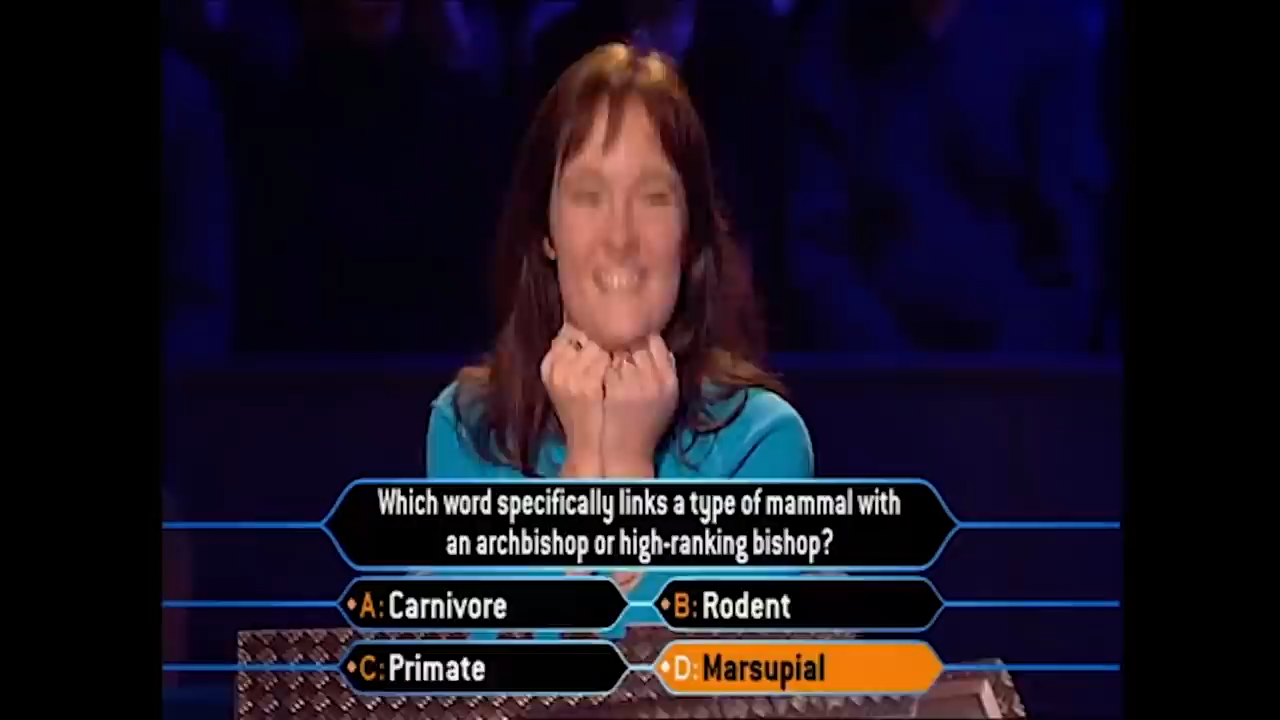 Which word specifically links a type of mammal with
an archbishop or high-ranking bishop?
A: Carnivore
B: Rodent
C: Primate
D: Marsupial